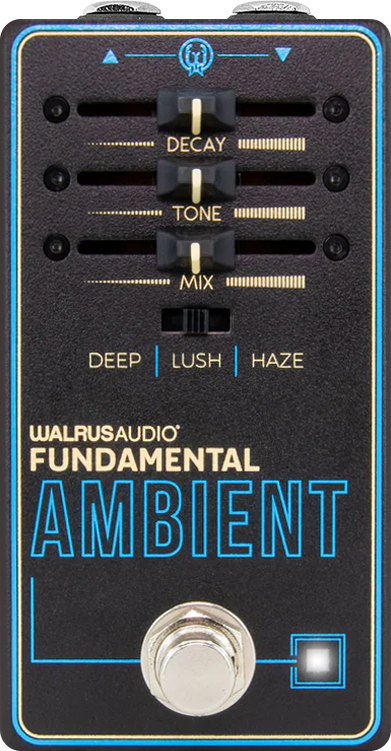 DECAY
TONE
MIX
DEEP | LUSH | HAZE
WALRUSAUDIO®
FUNDAMENTAL
AMBIENT